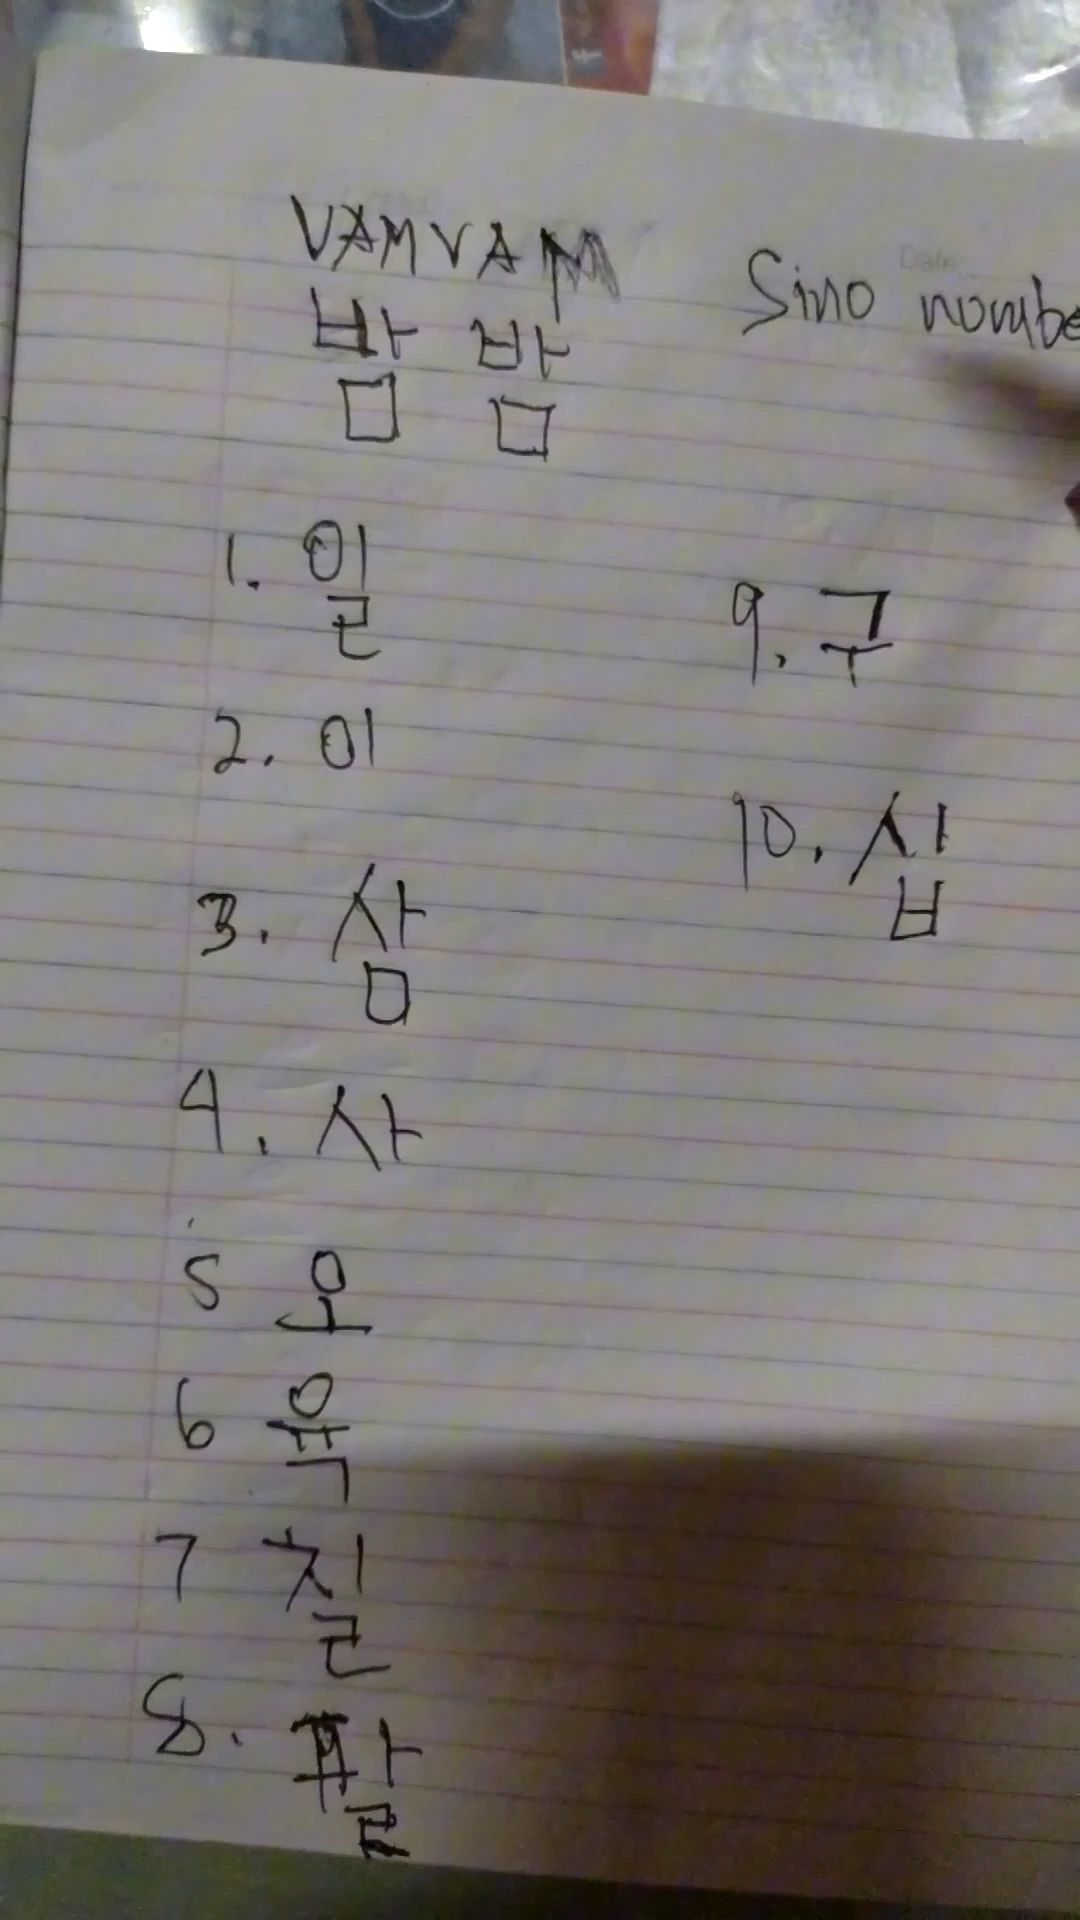 VAMVAM
밤 밤
Sino numbe
1. 일
2. 이
3. 삼
4. 사
5 오
6 육
7 칠
8. 팔
9. 구
10. 십